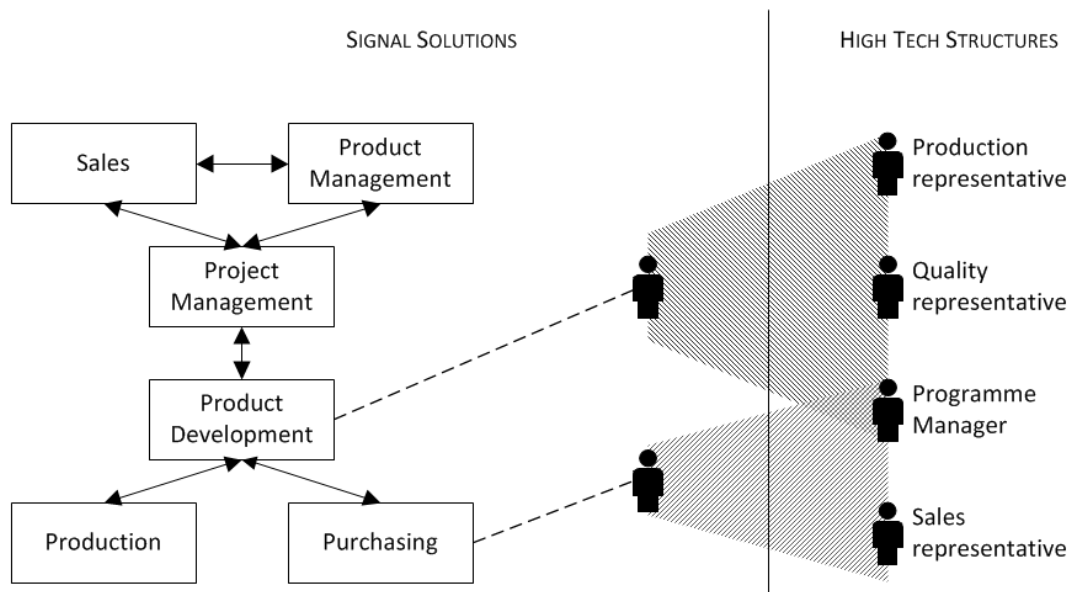 SIGNAL SOLUTIONS
HIGH TECH STRUCTURES
Sales
Product
Management
Project
Management
Product
Development
Production
Purchasing
Production
representative
Quality
representative
Programme
Manager
Sales
representative